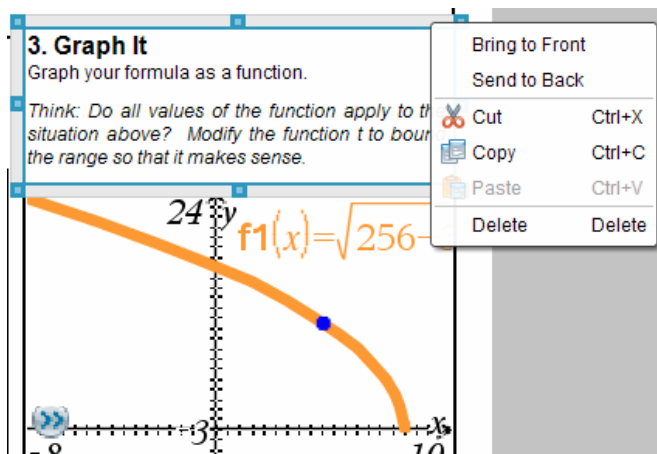 3. Graph It
Graph your formula as a function.
Think: Do all values of the function apply to
situation above? Modify the function t to
the range so that it makes sense.
Bring to Front
Send to Back
Cut Ctrl+X
Copy Ctrl+C
Paste Ctrl+V
Delete Delete
24 y
f1(x)=√256-
-3
x
-8
10